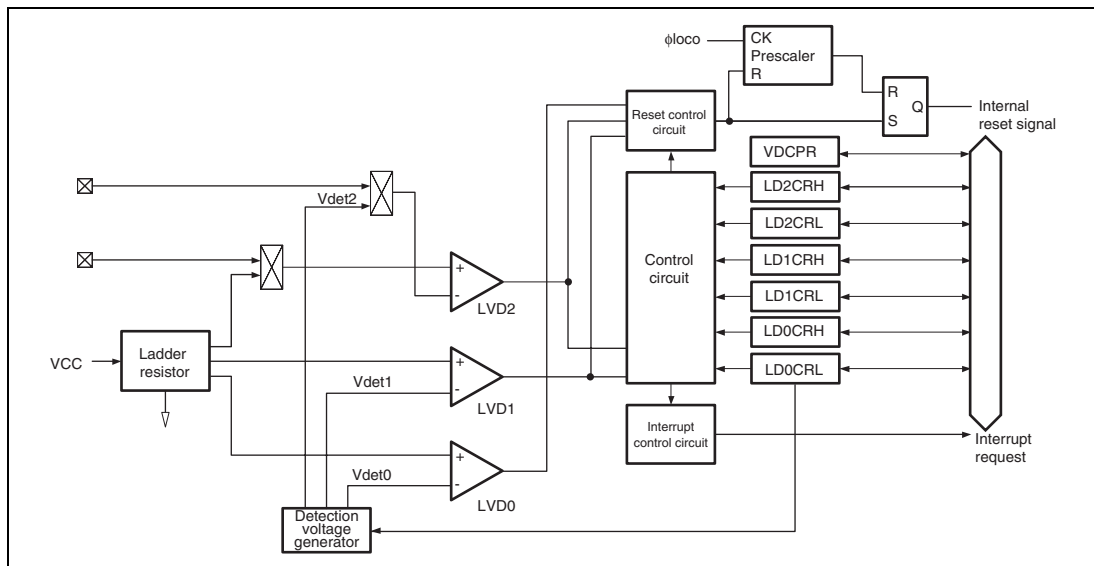 φloco
CK
Prescaler
R
Reset control
circuit
R
Q
S
Internal
reset signal
VDCPR
LD2CRH
LD2CRL
LD1CRH
LD1CRL
LD0CRH
LD0CRL
Control
circuit
Vdet2
+
-
LVD2
VCC
Ladder
resistor
+
Vdet1
-
LVD1
Interrupt
control circuit
Interrupt
request
+
Vdet0
-
LVD0
Detection
voltage
generator